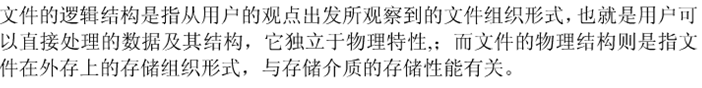 文件的逻辑结构是指从用户的观点出发所观察到的文件组织形式，也就是用户可
以直接处理的数据及其结构，它独立于物理特性,；而文件的物理结构则是指文
件在外存上的存储组织形式，与存储介质的存储性能有关。